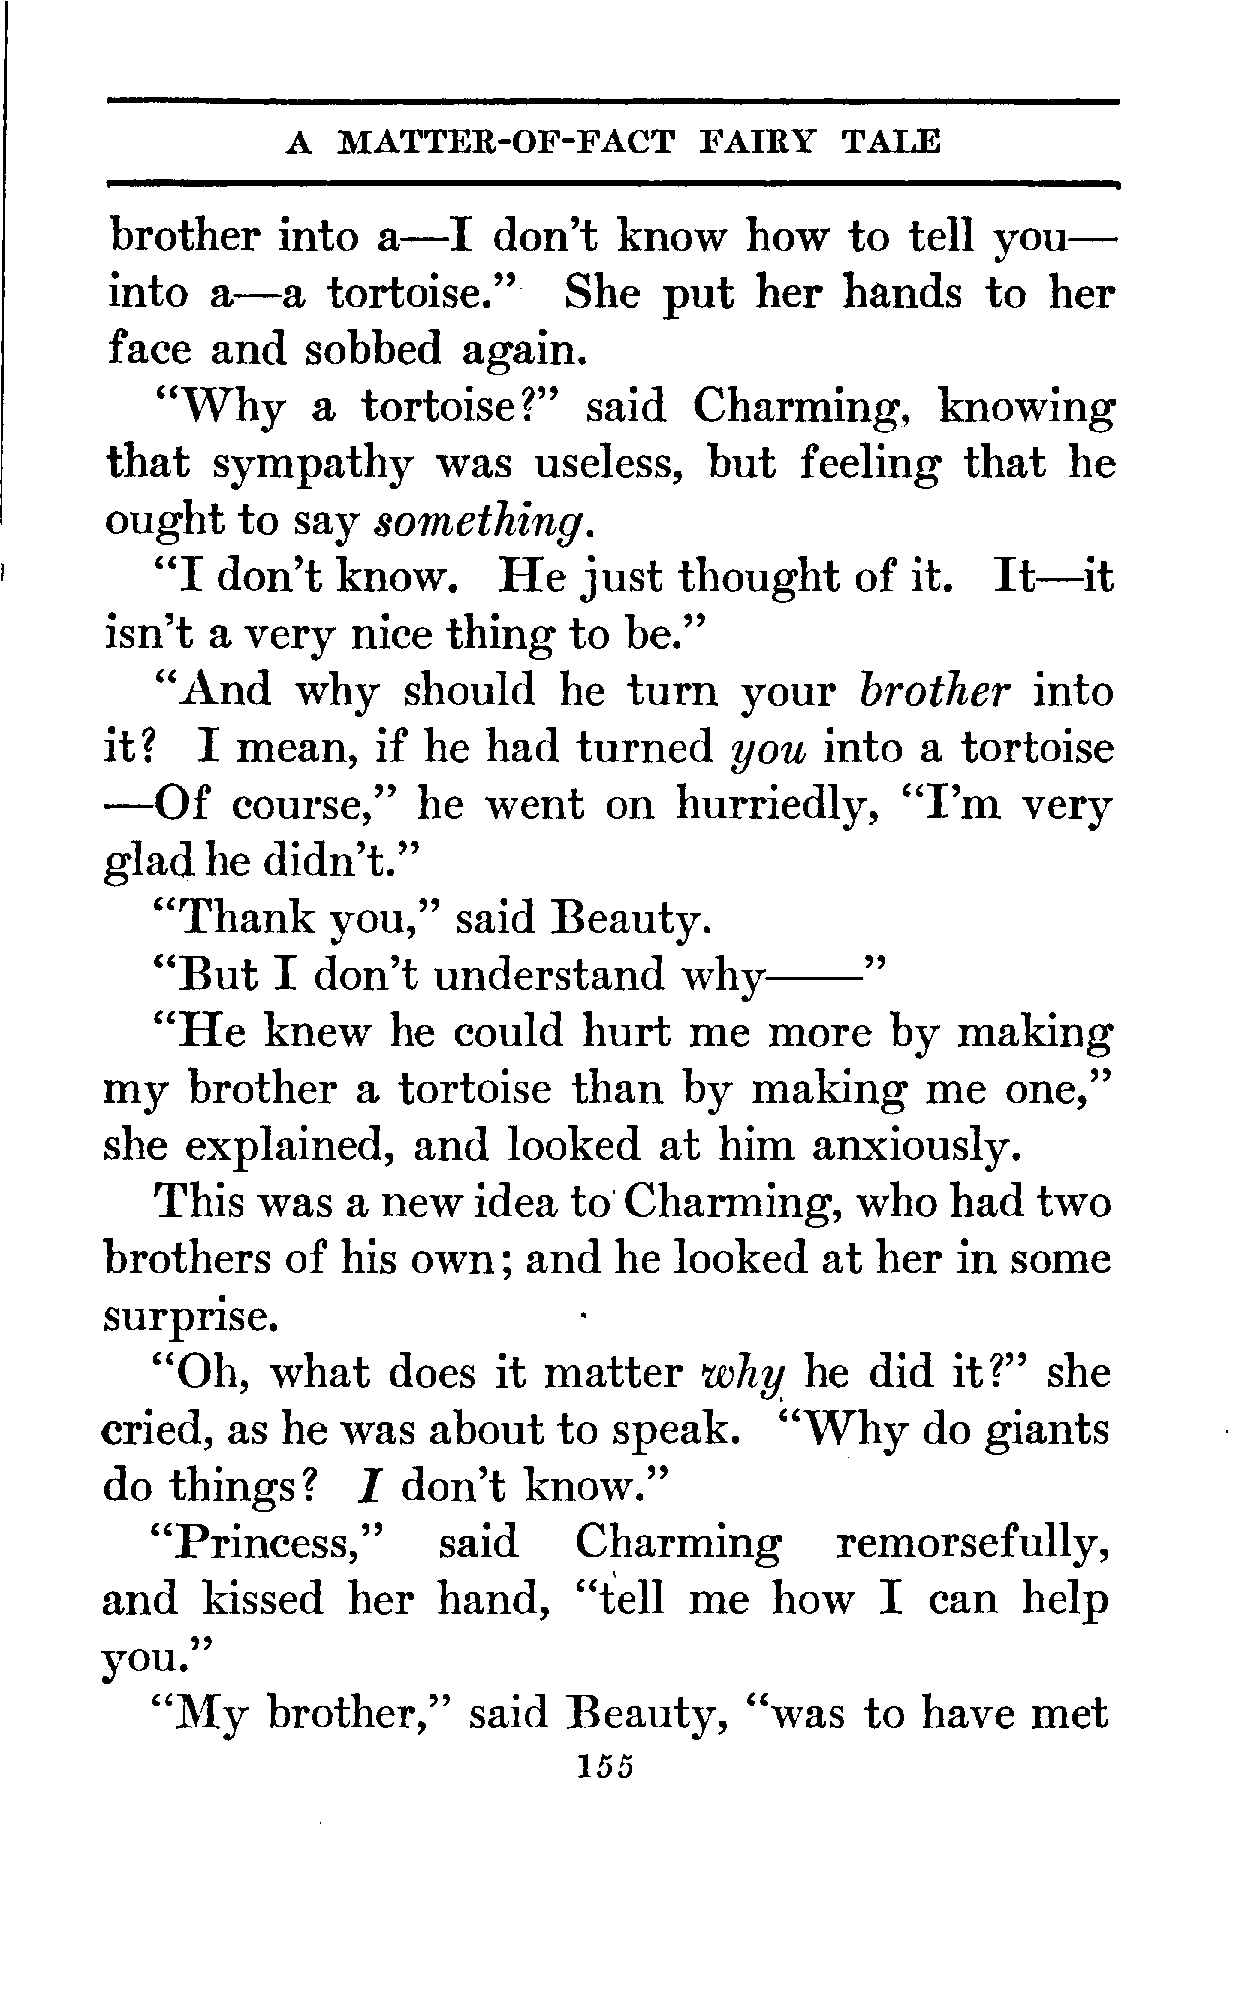 A MATTER-OF-FACT FAIRY TALE
brother into a—I don't know how to tell you—
into a—a tortoise." She put her hands to her
face and sobbed again.
"Why a tortoise?" said Charming, knowing
that sympathy was useless, but feeling that he
ought to say something.
"I don't know. He just thought of it. It—it
isn't a very nice thing to be."
"And why should he turn your brother into
it? I mean, if he had turned you into a tortoise
—Of course," he went on hurriedly, "I'm very
glad he didn't."
"Thank you," said Beauty.
"But I don't understand why——"
"He knew he could hurt me more by making
my brother a tortoise than by making me one,"
she explained, and looked at him anxiously.
This was a new idea to Charming, who had two
brothers of his own; and he looked at her in some
surprise.
"Oh, what does it matter why he did it?" she
cried, as he was about to speak. "Why do giants
do things? I don't know."
"Princess," said Charming remorsefully,
and kissed her hand, "tell me how I can help
you."
"My brother," said Beauty, "was to have met
155